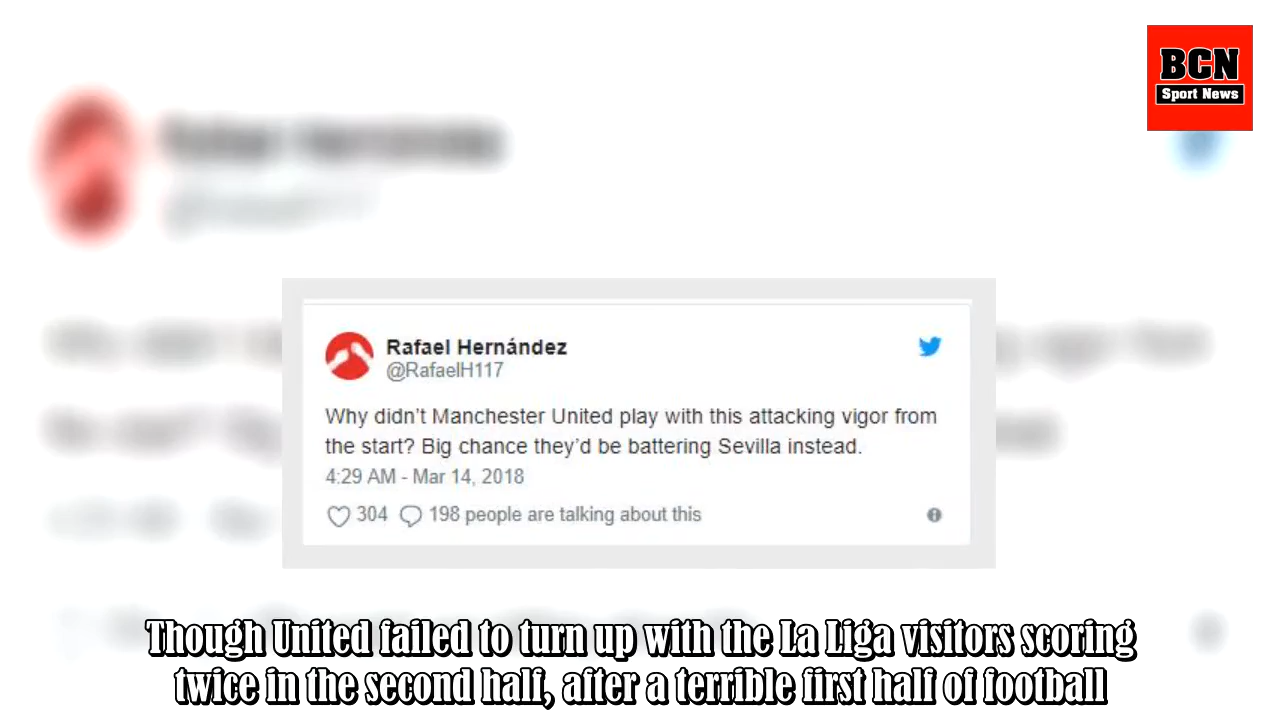 BCN
Sport News
Rafael Hernández
@RafaelH117
Why didn't Manchester United play with this attacking vigor from
the start? Big chance they'd be battering Sevilla instead.
4:29 AM - Mar 14, 2018
304 198 people are talking about this
Though United failed to turn up with the La Liga visitors scoring
twice in the second half, after a terrible first half of football